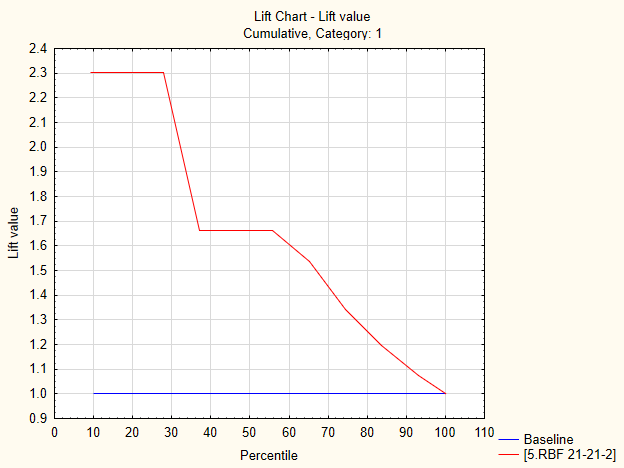 Lift Chart - Lift value
Cumulative, Category: 1
2.4
2.3
2.2
2.1
2.0
1.9
1.8
1.7
1.6
1.5
1.4
1.3
1.2
1.1
1.0
0.9
Lift value
0 10 20 30 40 50 60 70 80 90 100 110
Percentile
Baseline
[5.RBF 21-21-2]